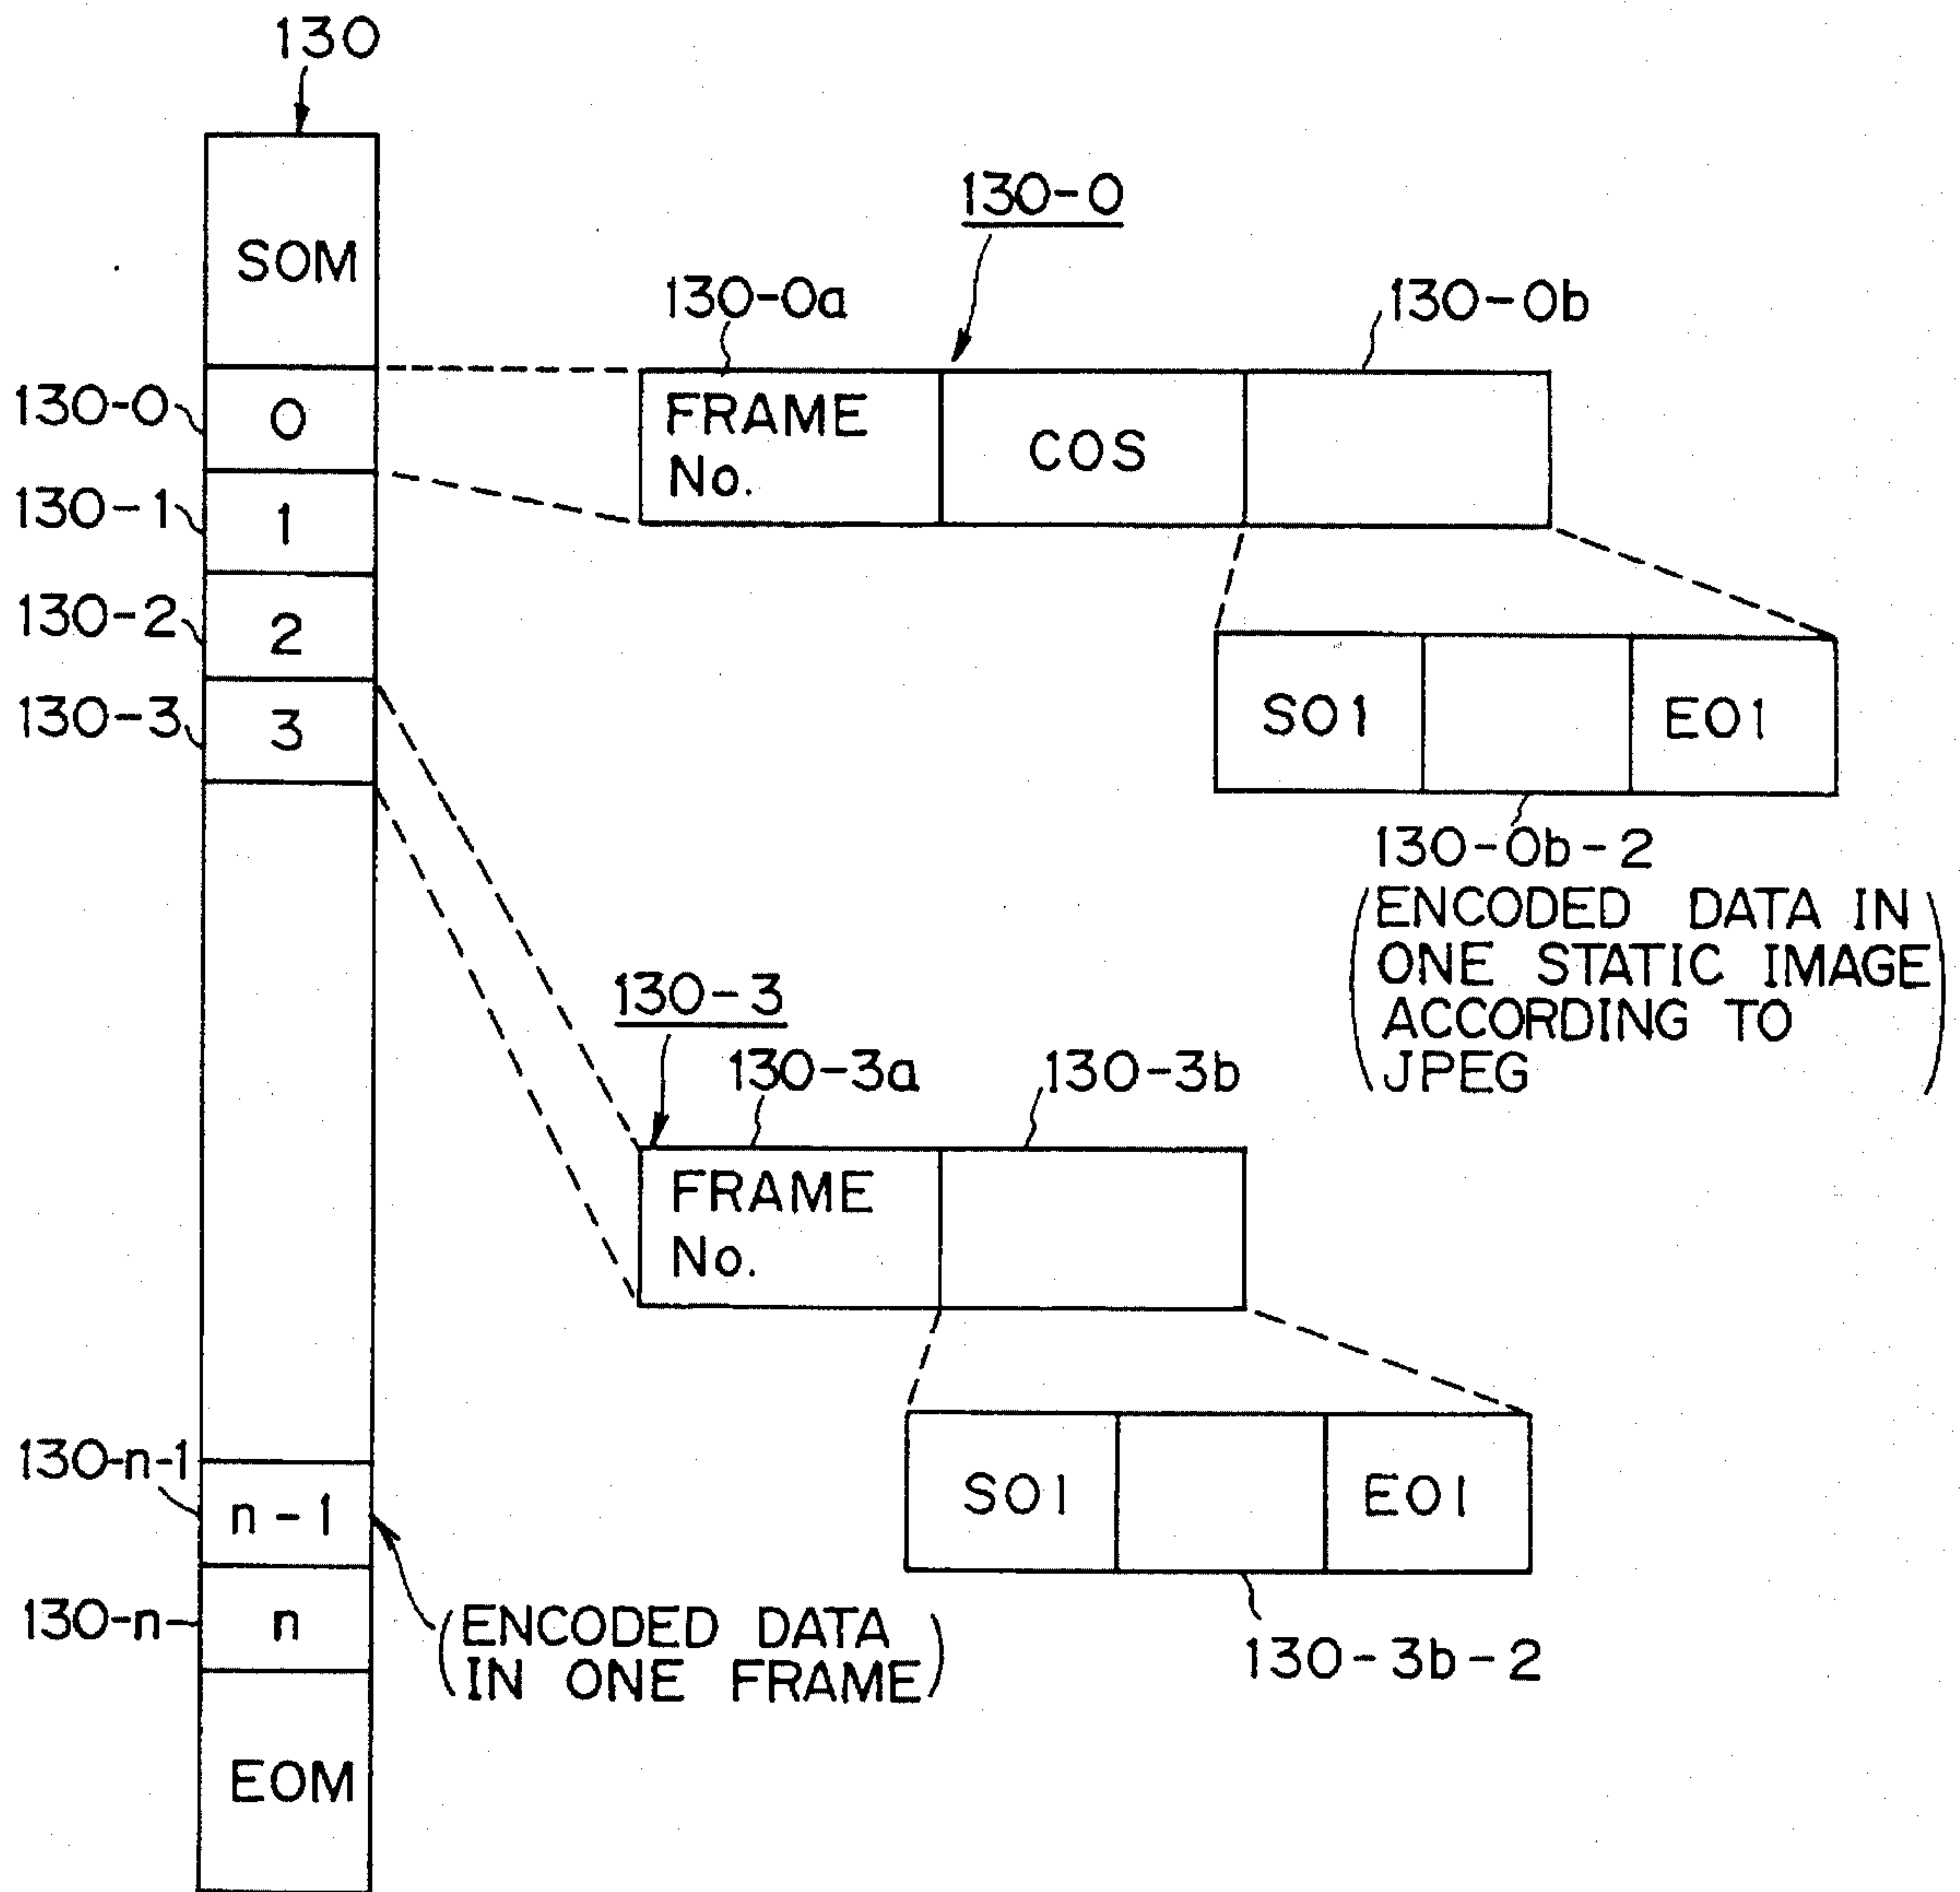 130
SOM
130-0
130-0a
130-0b
130-0
0
FRAME
No.
COS
130-1
1
130-2
2
130-3
3
SO1
EO1
130-0b-2
ENCODED DATA IN
ONE STATIC IMAGE
ACCORDING TO
JPEG
130-3
130-3a
130-3b
FRAME
No.
SO1
EO1
130-3b-2
130-n-1
n-1
130-n
n
(ENCODED DATA
IN ONE FRAME)
EOM